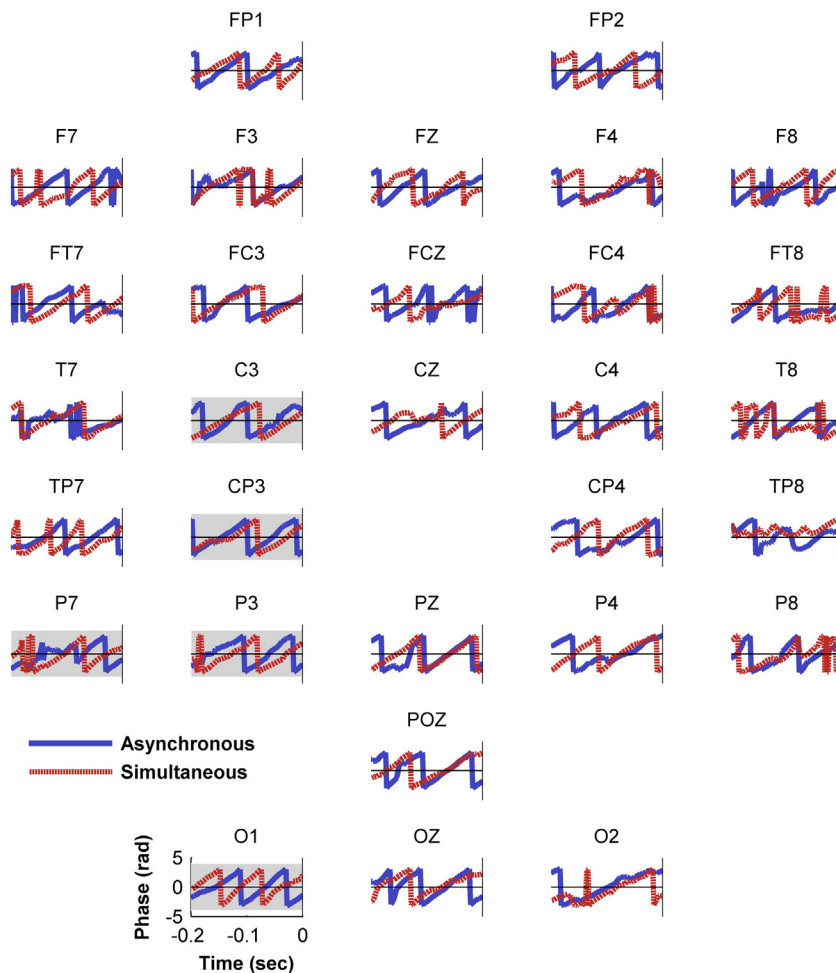 FP1 FP2
F7 F3 FZ F4 F8
FT7 FC3 FCZ FC4 FT8
T7 C3 CZ C4 T8
TP7 CP3 CP4 TP8
P7 P3 PZ P4 P8
POZ
Asynchronous
Simultaneous
O1 OZ O2
Phase (rad)
5
0
-5
-0.2 -0.1 0
Time (sec)